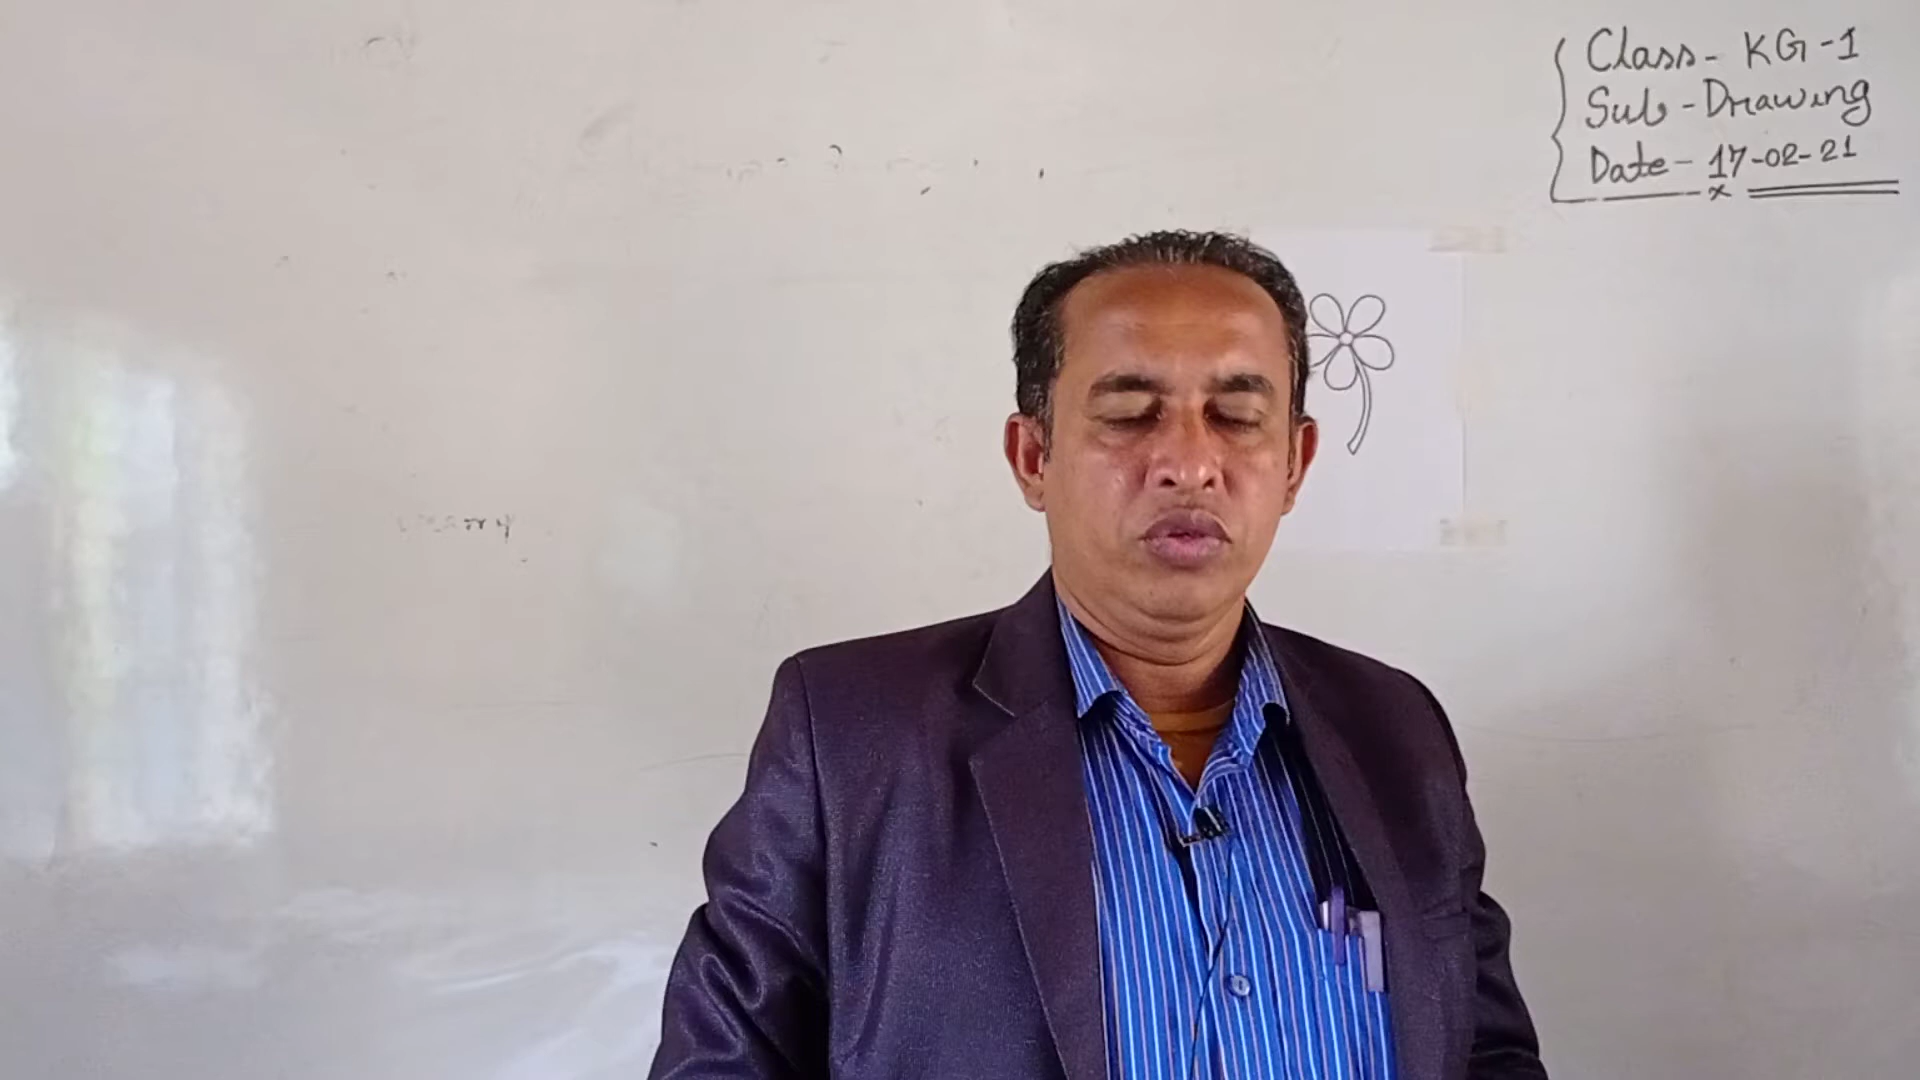 Class - KG-1
Sub - Drawing
Date - 17-02-21